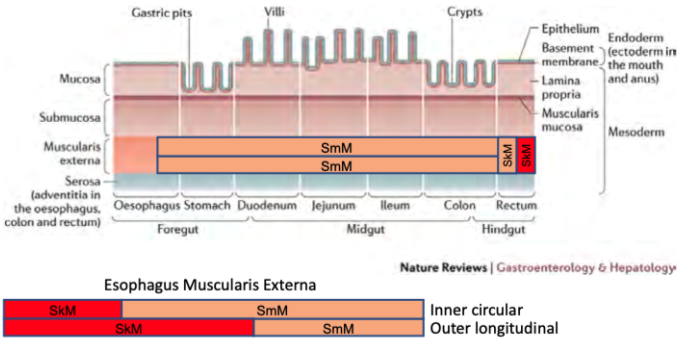 Gastric pits Villi Crypts
Epithelium
Basement
membrane
Endoderm
(ectoderm in
the mouth
and anus)
Mucosa
Lamina
propria
Submucosa
Muscularis
mucosa
Mesoderm
Muscularis
externa
SmM
SmM
SkM
SkM
Serosa
(adventitia in
the oesophagus,
colon and rectum)
Oesophagus Stomach Duodenum Jejunum Ileum Colon Rectum
Foregut Midgut Hindgut
Nature Reviews | Gastroenterology & Hepatology
Esophagus Muscularis Externa
SkM SmM Inner circular
SkM SmM Outer longitudinal